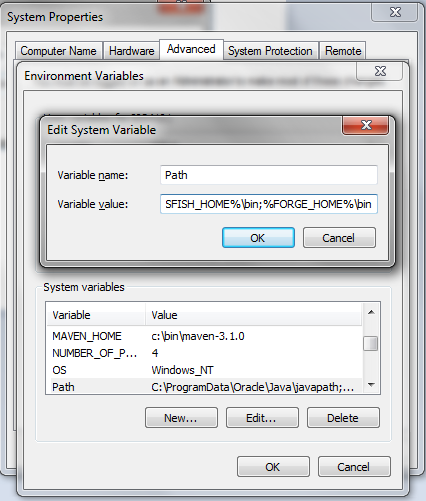 System Properties
Computer Name Hardware Advanced System Protection Remote
Environment Variables
Edit System Variable
Variable name: Path
Variable value: SFISH_HOME%\bin;%FORGE_HOME%\bin
OK Cancel
System variables
Variable Value
MAVEN_HOME c:\bin\maven-3.1.0
NUMBER_OF_P... 4
OS Windows_NT
Path C:\ProgramData\Oracle\Java\javapath;...
New... Edit... Delete
OK Cancel